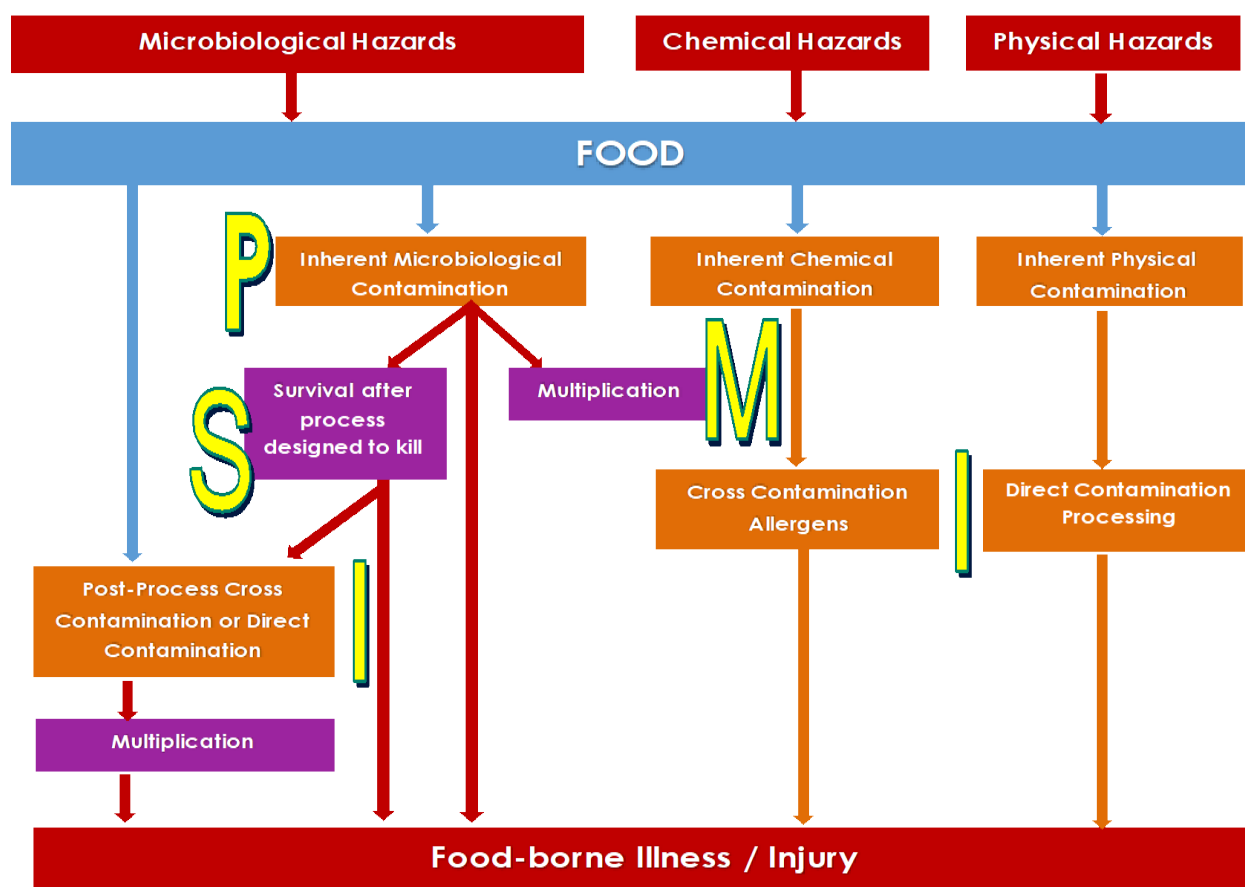 Microbiological Hazards
Chemical Hazards
Physical Hazards
FOOD
P
Inherent Microbiological
Contamination
Inherent Chemical
Contamination
Inherent Physical
Contamination
S
Survival after
process
designed to kill
Multiplication
M
Cross Contamination
Allergens
I
Direct Contamination
Processing
Post-Process Cross
Contamination or Direct
Contamination
I
Multiplication
Food-borne Illness / Injury